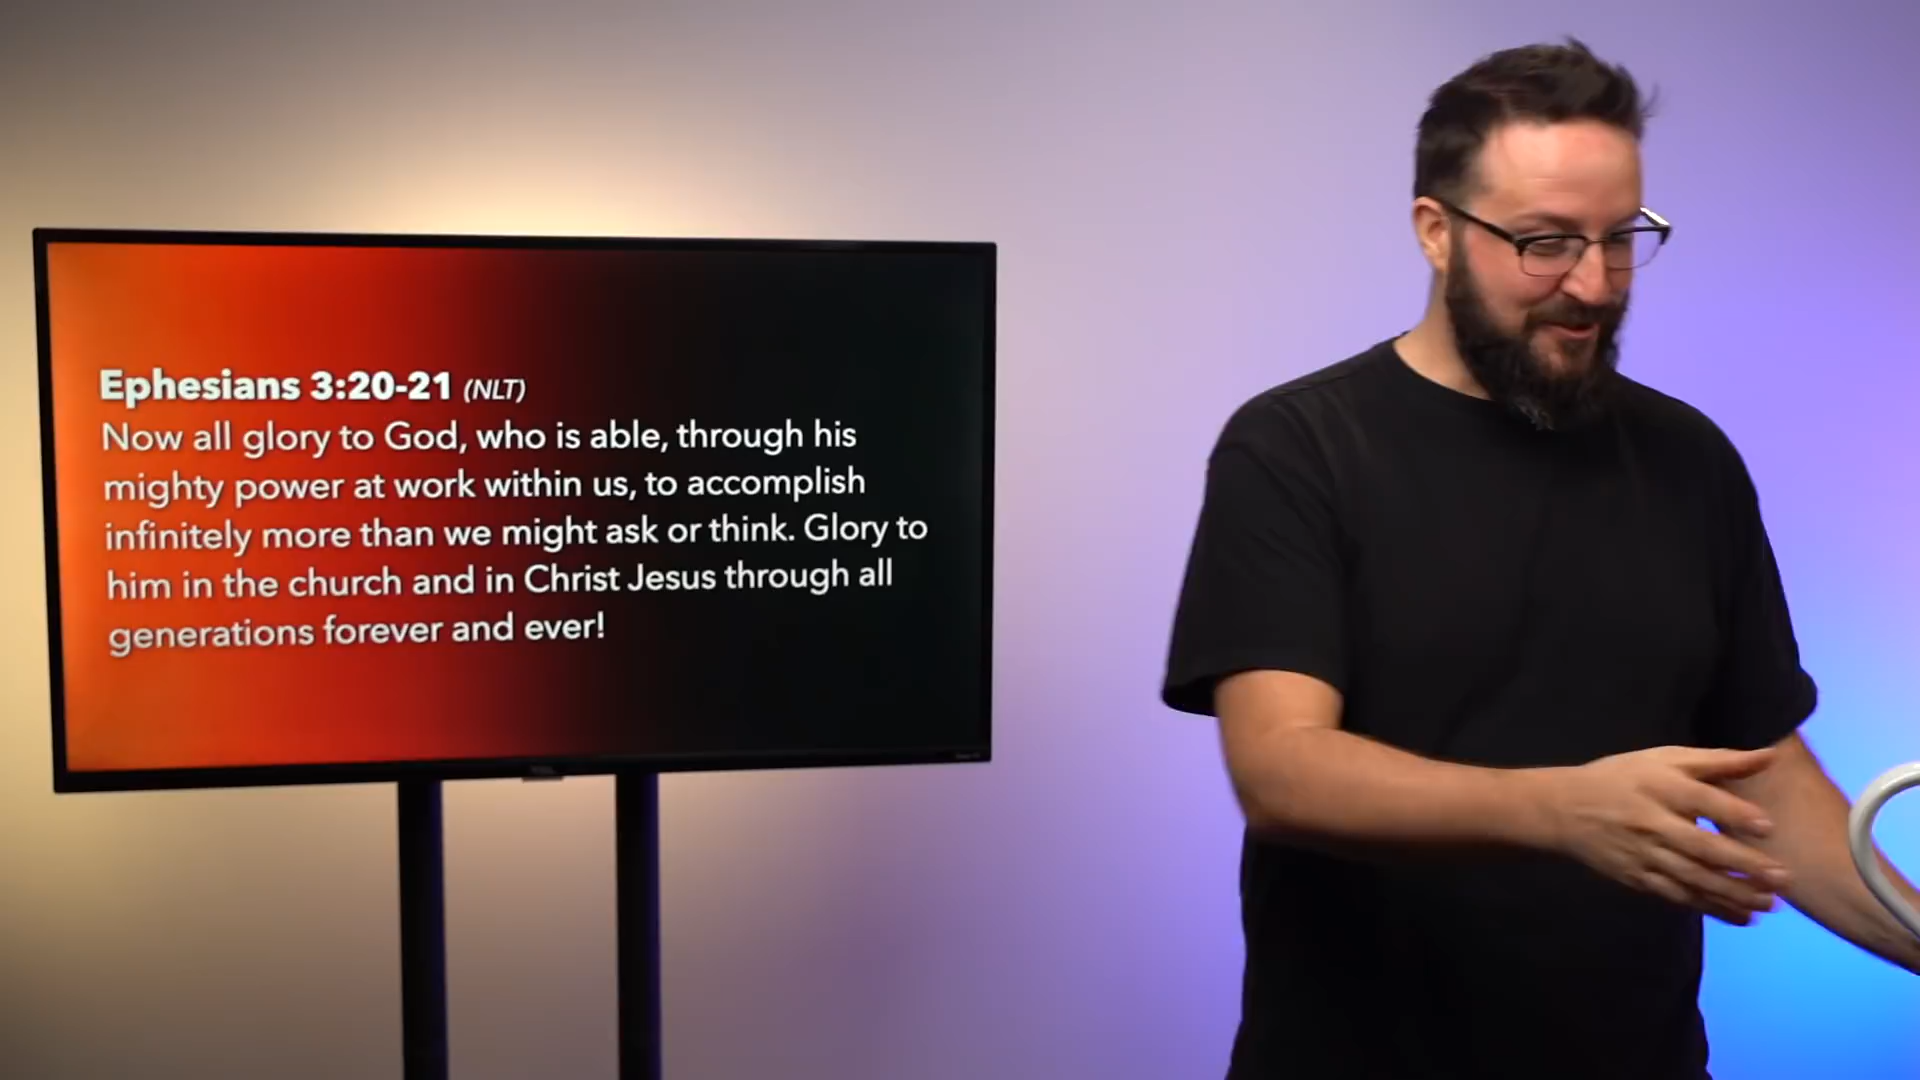 Ephesians 3:20-21 (NLT)
Now all glory to God, who is able, through his
mighty power at work within us, to accomplish
infinitely more than we might ask or think. Glory to
him in the church and in Christ Jesus through all
generations forever and ever!